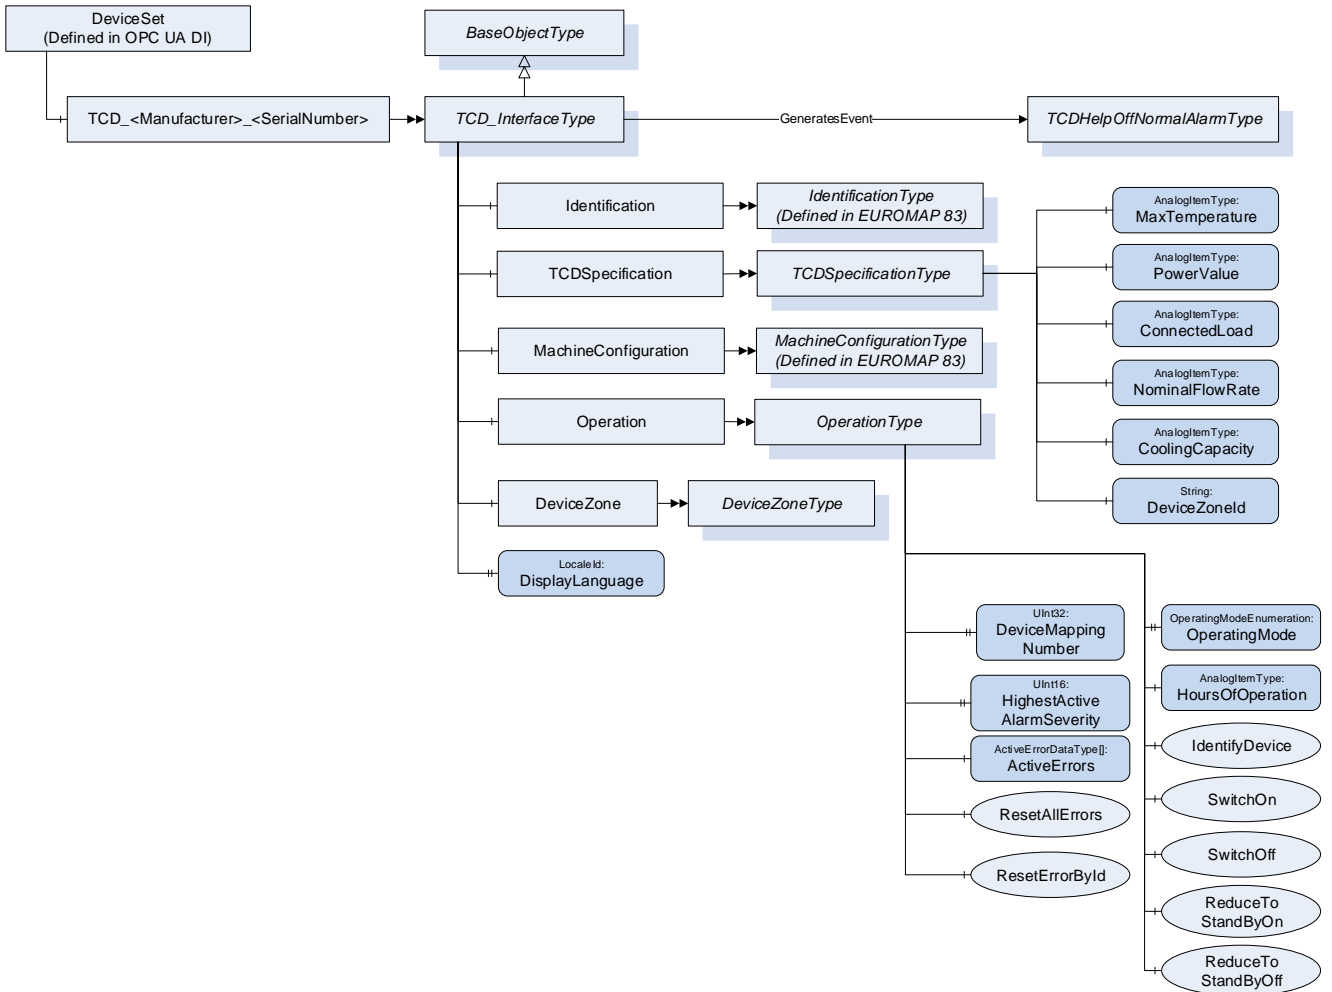 DeviceSet
(Defined in OPC UA DI)
BaseObjectType
TCD_<Manufacturer>_<SerialNumber>
TCD_InterfaceType
GeneratesEvent
TCDHelpOffNormalAlarmType
Identification
IdentificationType
(Defined in EUROMAP 83)
AnalogItemType:
MaxTemperature
TCDSpecification
TCDSpecificationType
AnalogItemType:
PowerValue
AnalogItemType:
ConnectedLoad
MachineConfiguration
MachineConfigurationType
(Defined in EUROMAP 83)
AnalogItemType:
NominalFlowRate
Operation
OperationType
AnalogItemType:
CoolingCapacity
DeviceZone
DeviceZoneType
String:
DeviceZoneId
LocaleId:
DisplayLanguage
UInt32:
DeviceMapping
Number
OperatingModeEnumeration:
OperatingMode
UInt16:
HighestActive
AlarmSeverity
AnalogItemType:
HoursOfOperation
ActiveErrorDataType[]:
ActiveErrors
IdentifyDevice
ResetAllErrors
SwitchOn
ResetErrorById
SwitchOff
ReduceTo
StandByOn
ReduceTo
StandByOff